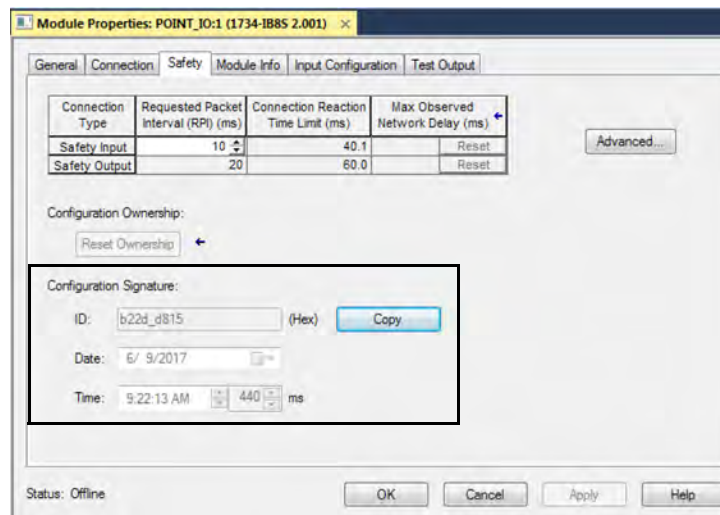 Module Properties: POINT_IO:1 (1734-IB8S 2.001) ×
General Connection Safety Module Info Input Configuration Test Output
Connection Type Requested Packet Interval (RPI) (ms) Connection Reaction Time Limit (ms) Max Observed Network Delay (ms)
Safety Input 10 40.1 Reset
Safety Output 20 60.0 Reset
Advanced...
Configuration Ownership:
Reset Ownership
Configuration Signature:
ID: b22d_d815 (Hex) Copy
Date: 6/ 9/2017
Time: 9:22:13 AM 440 ms
Status: Offline OK Cancel Apply Help